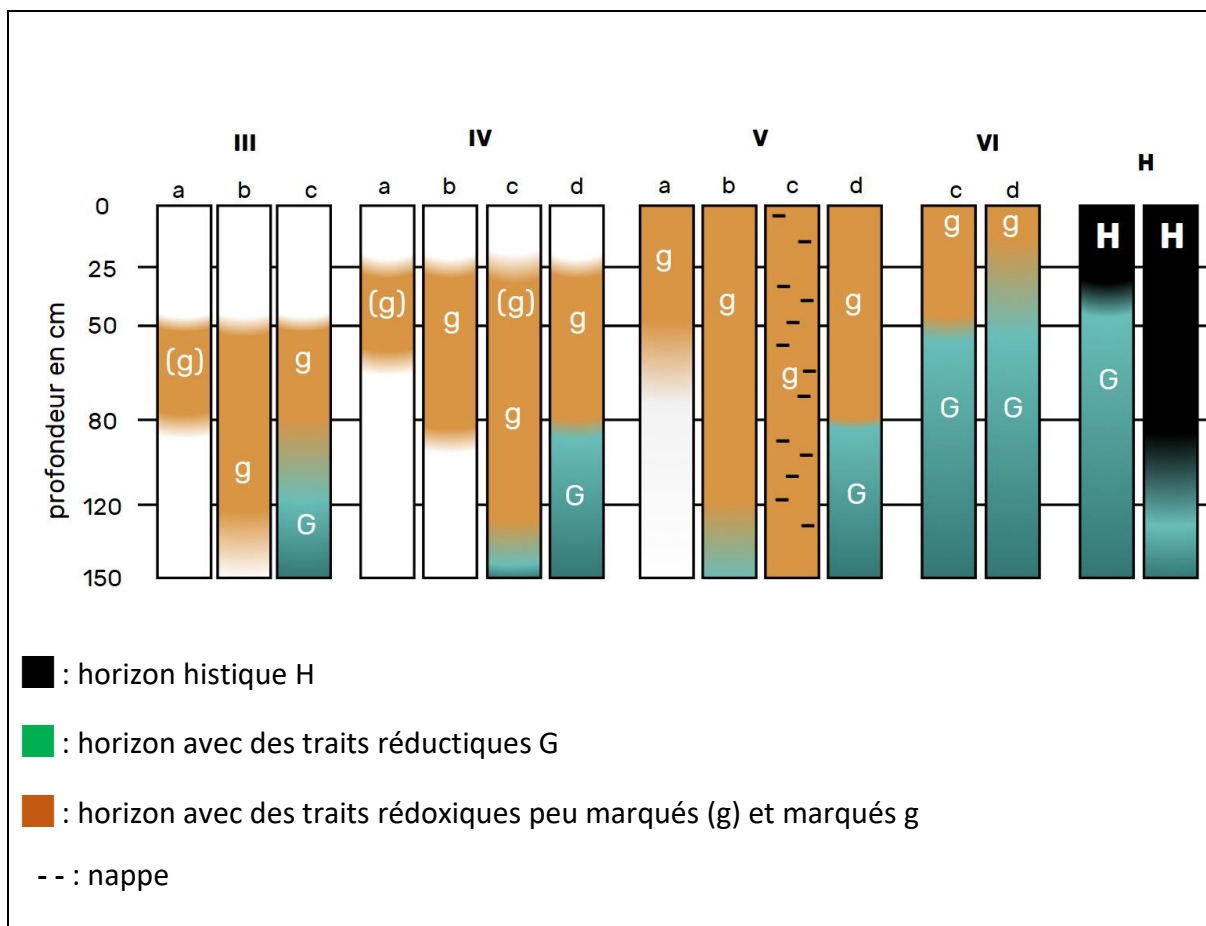 III IV V VI H
a b c a b c d a b c d c d
profondeur en cm
0
25
50
80
120
150
(g) g g G
(g) g (g) g g G
g g g g G
g G g G
H G H
: horizon histique H
: horizon avec des traits réductiques G
: horizon avec des traits rédoxiques peu marqués (g) et marqués g
- - : nappe